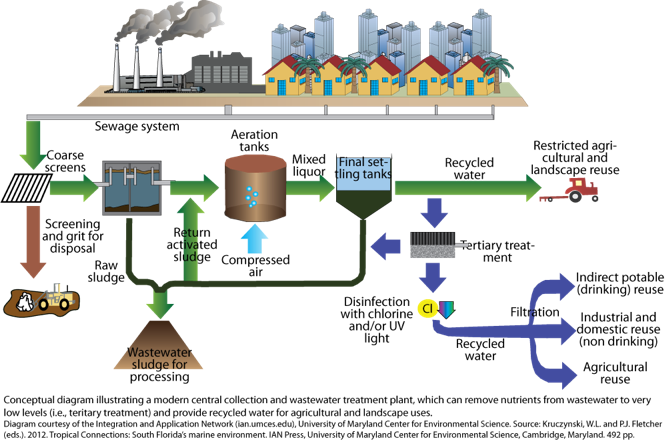 Sewage system
Coarse
screens
Aeration
tanks
Mixed
liquor
Final set-
tling tanks
Recycled
water
Restricted agri-
cultural and
landscape reuse
Screening
and grit for
disposal
Raw
sludge
Return
activated
sludge
Compressed
air
Tertiary treat-
ment
Wastewater
sludge for
processing
Disinfection
with chlorine
and/or UV
light
Cl
Recycled
water
Filtration
Indirect potable
(drinking) reuse
Industrial and
domestic reuse
(non drinking)
Agricultural
reuse
Conceptual diagram illustrating a modern central collection and wastewater treatment plant, which can remove nutrients from wastewater to very
low levels (i.e., teritary treatment) and provide recycled water for agricultural and landscape uses.
Diagram courtesy of the Integration and Application Network (ian.umces.edu), University of Maryland Center for Environmental Science. Source: Kruczynski, W.L. and P.J. Fletcher
(eds.). 2012. Tropical Connections: South Florida's marine environment. IAN Press, University of Maryland Center for Environmental Science, Cambridge, Maryland. 492 pp.